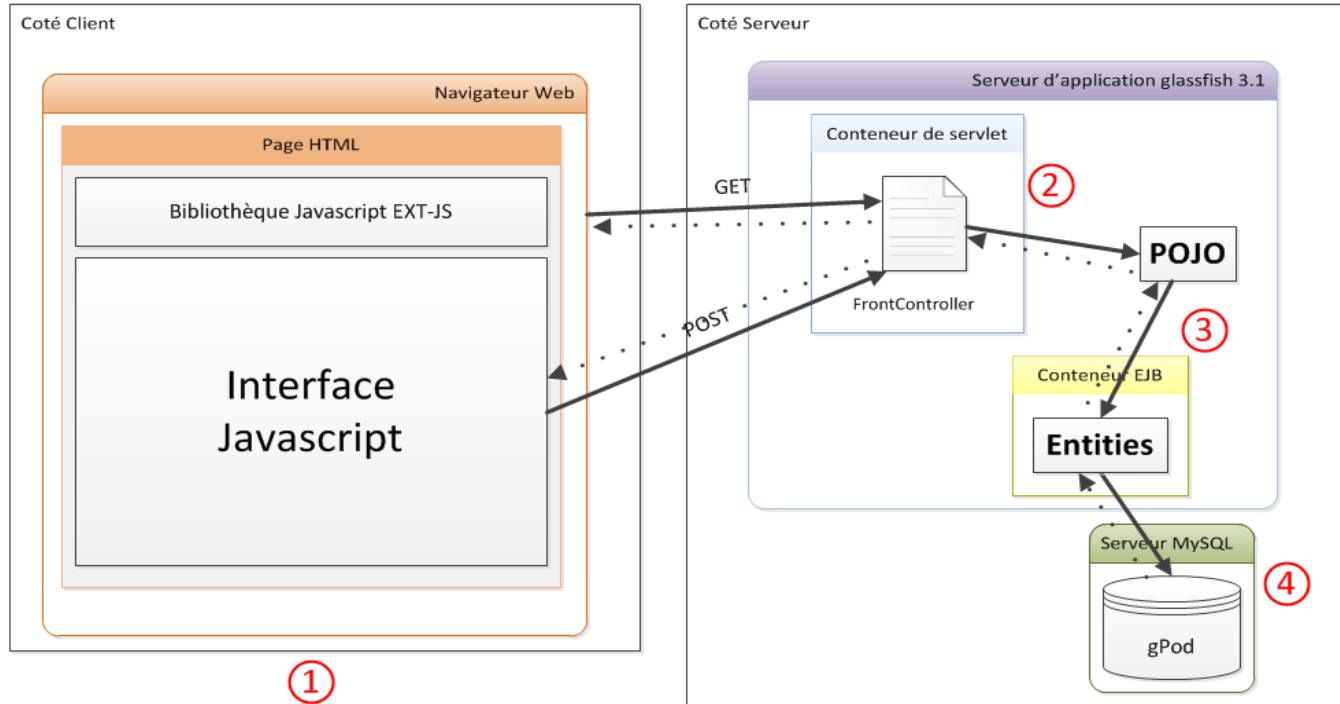 Coté Client
Navigateur Web
Page HTML
Bibliothèque Javascript EXT-JS
Interface
Javascript
①
GET
POST
Coté Serveur
Serveur d'application glassfish 3.1
Conteneur de servlet
②
FrontController
POJO
③
Conteneur EJB
Entities
Serveur MySQL
④
gPod